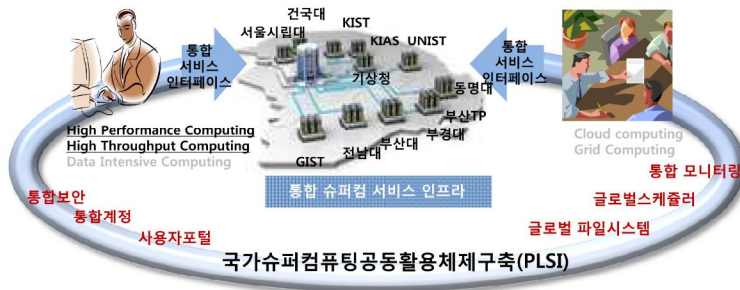 건국대
서울시립대
KIST
KIAS UNIST
통합
서비스
인터페이스
통합
서비스
인터페이스
기상청
동명대
부산TP
부경대
부산대
전남대
GIST
High Performance Computing
High Throughput Computing
Data Intensive Computing
Cloud computing
Grid Computing
통합 슈퍼컴 서비스 인프라
통합보안
통합계정
사용자포털
통합 모니터링
글로벌스케쥴러
글로벌 파일시스템
국가슈퍼컴퓨팅공동활용체제구축(PLSI)